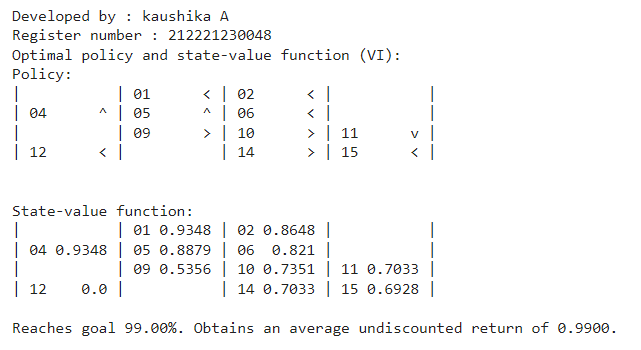 Developed by : kaushika A
Register number : 212221230048
Optimal policy and state-value function (VI):
Policy:
|           | 01      < | 02      < |           |
| 04      ^ | 05      ^ | 06      < |           |
|           | 09      > | 10      > | 11      v |
| 12      < |           | 14      > | 15      < |
State-value function:
|           | 01 0.9348 | 02 0.8648 |           |
| 04 0.9348 | 05 0.8879 | 06  0.821 |           |
|           | 09 0.5356 | 10 0.7351 | 11 0.7033 |
| 12    0.0 |           | 14 0.7033 | 15 0.6928 |
Reaches goal 99.00%. Obtains an average undiscounted return of 0.9900.